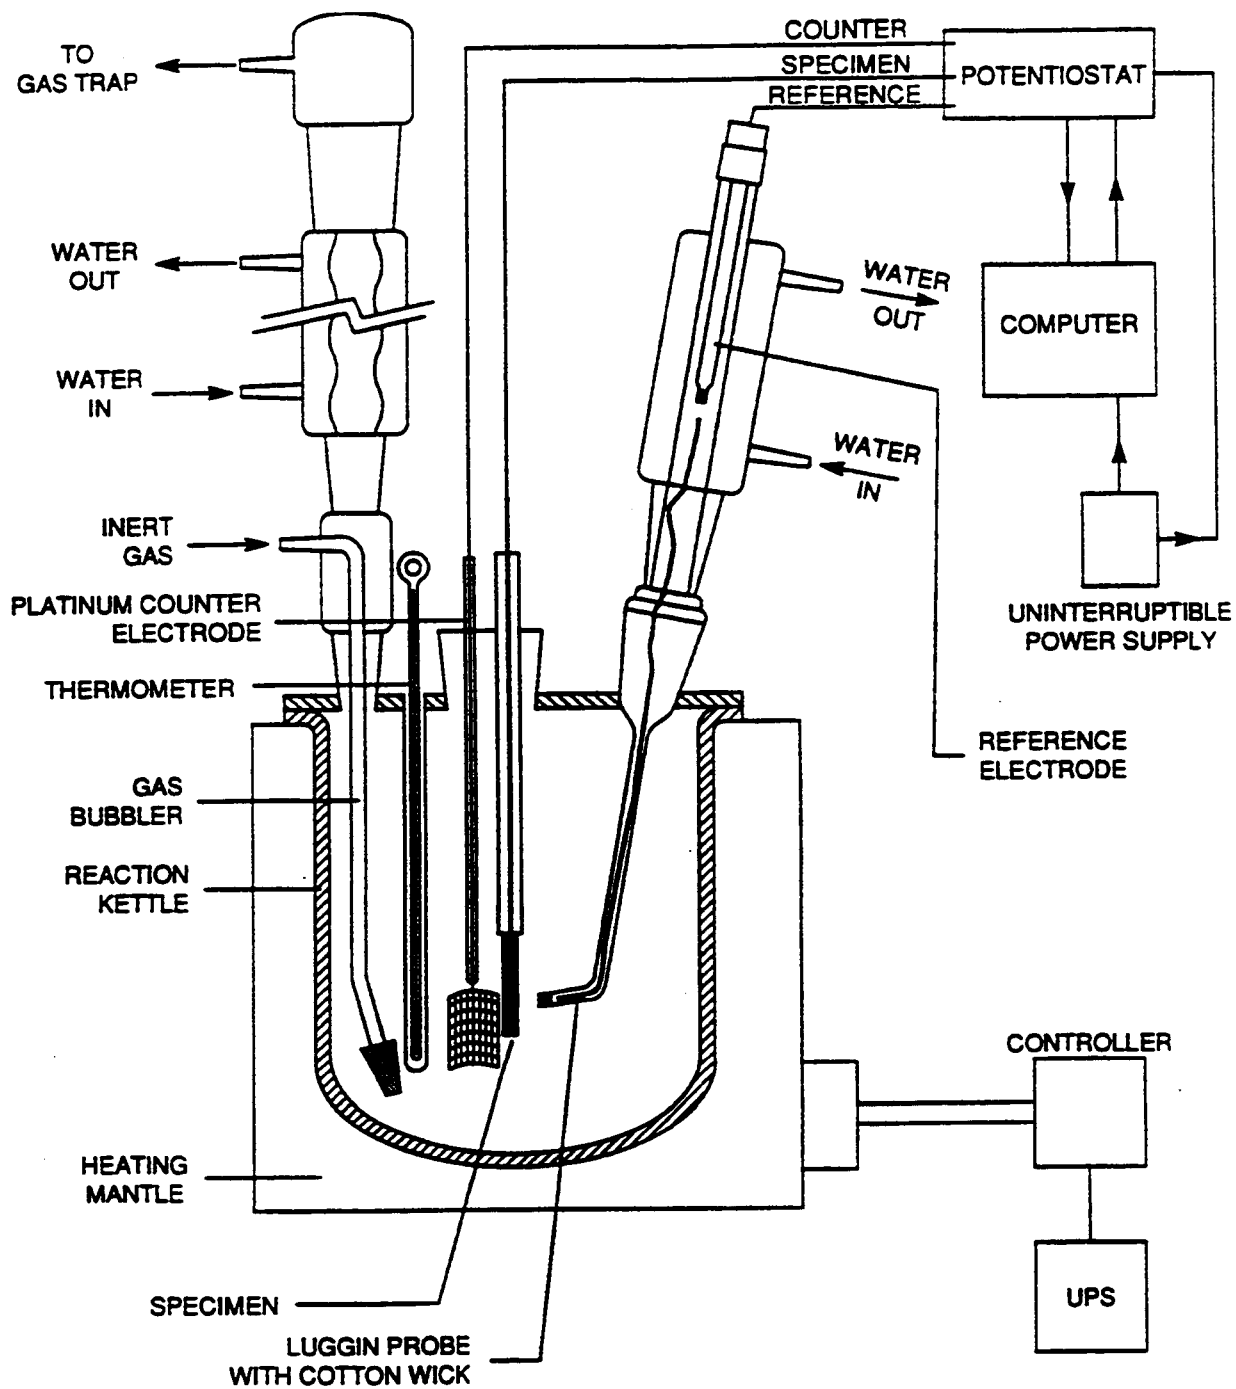 COUNTER
TO
GAS TRAP
SPECIMEN
POTENTIOSTAT
REFERENCE
WATER
OUT
WATER
OUT
COMPUTER
WATER
IN
WATER
IN
INERT
GAS
PLATINUM COUNTER
ELECTRODE
UNINTERRUPTIBLE
POWER SUPPLY
THERMOMETER
REFERENCE
ELECTRODE
GAS
BUBBLER
REACTION
KETTLE
CONTROLLER
HEATING
MANTLE
UPS
SPECIMEN
LUGGIN PROBE
WITH COTTON WICK